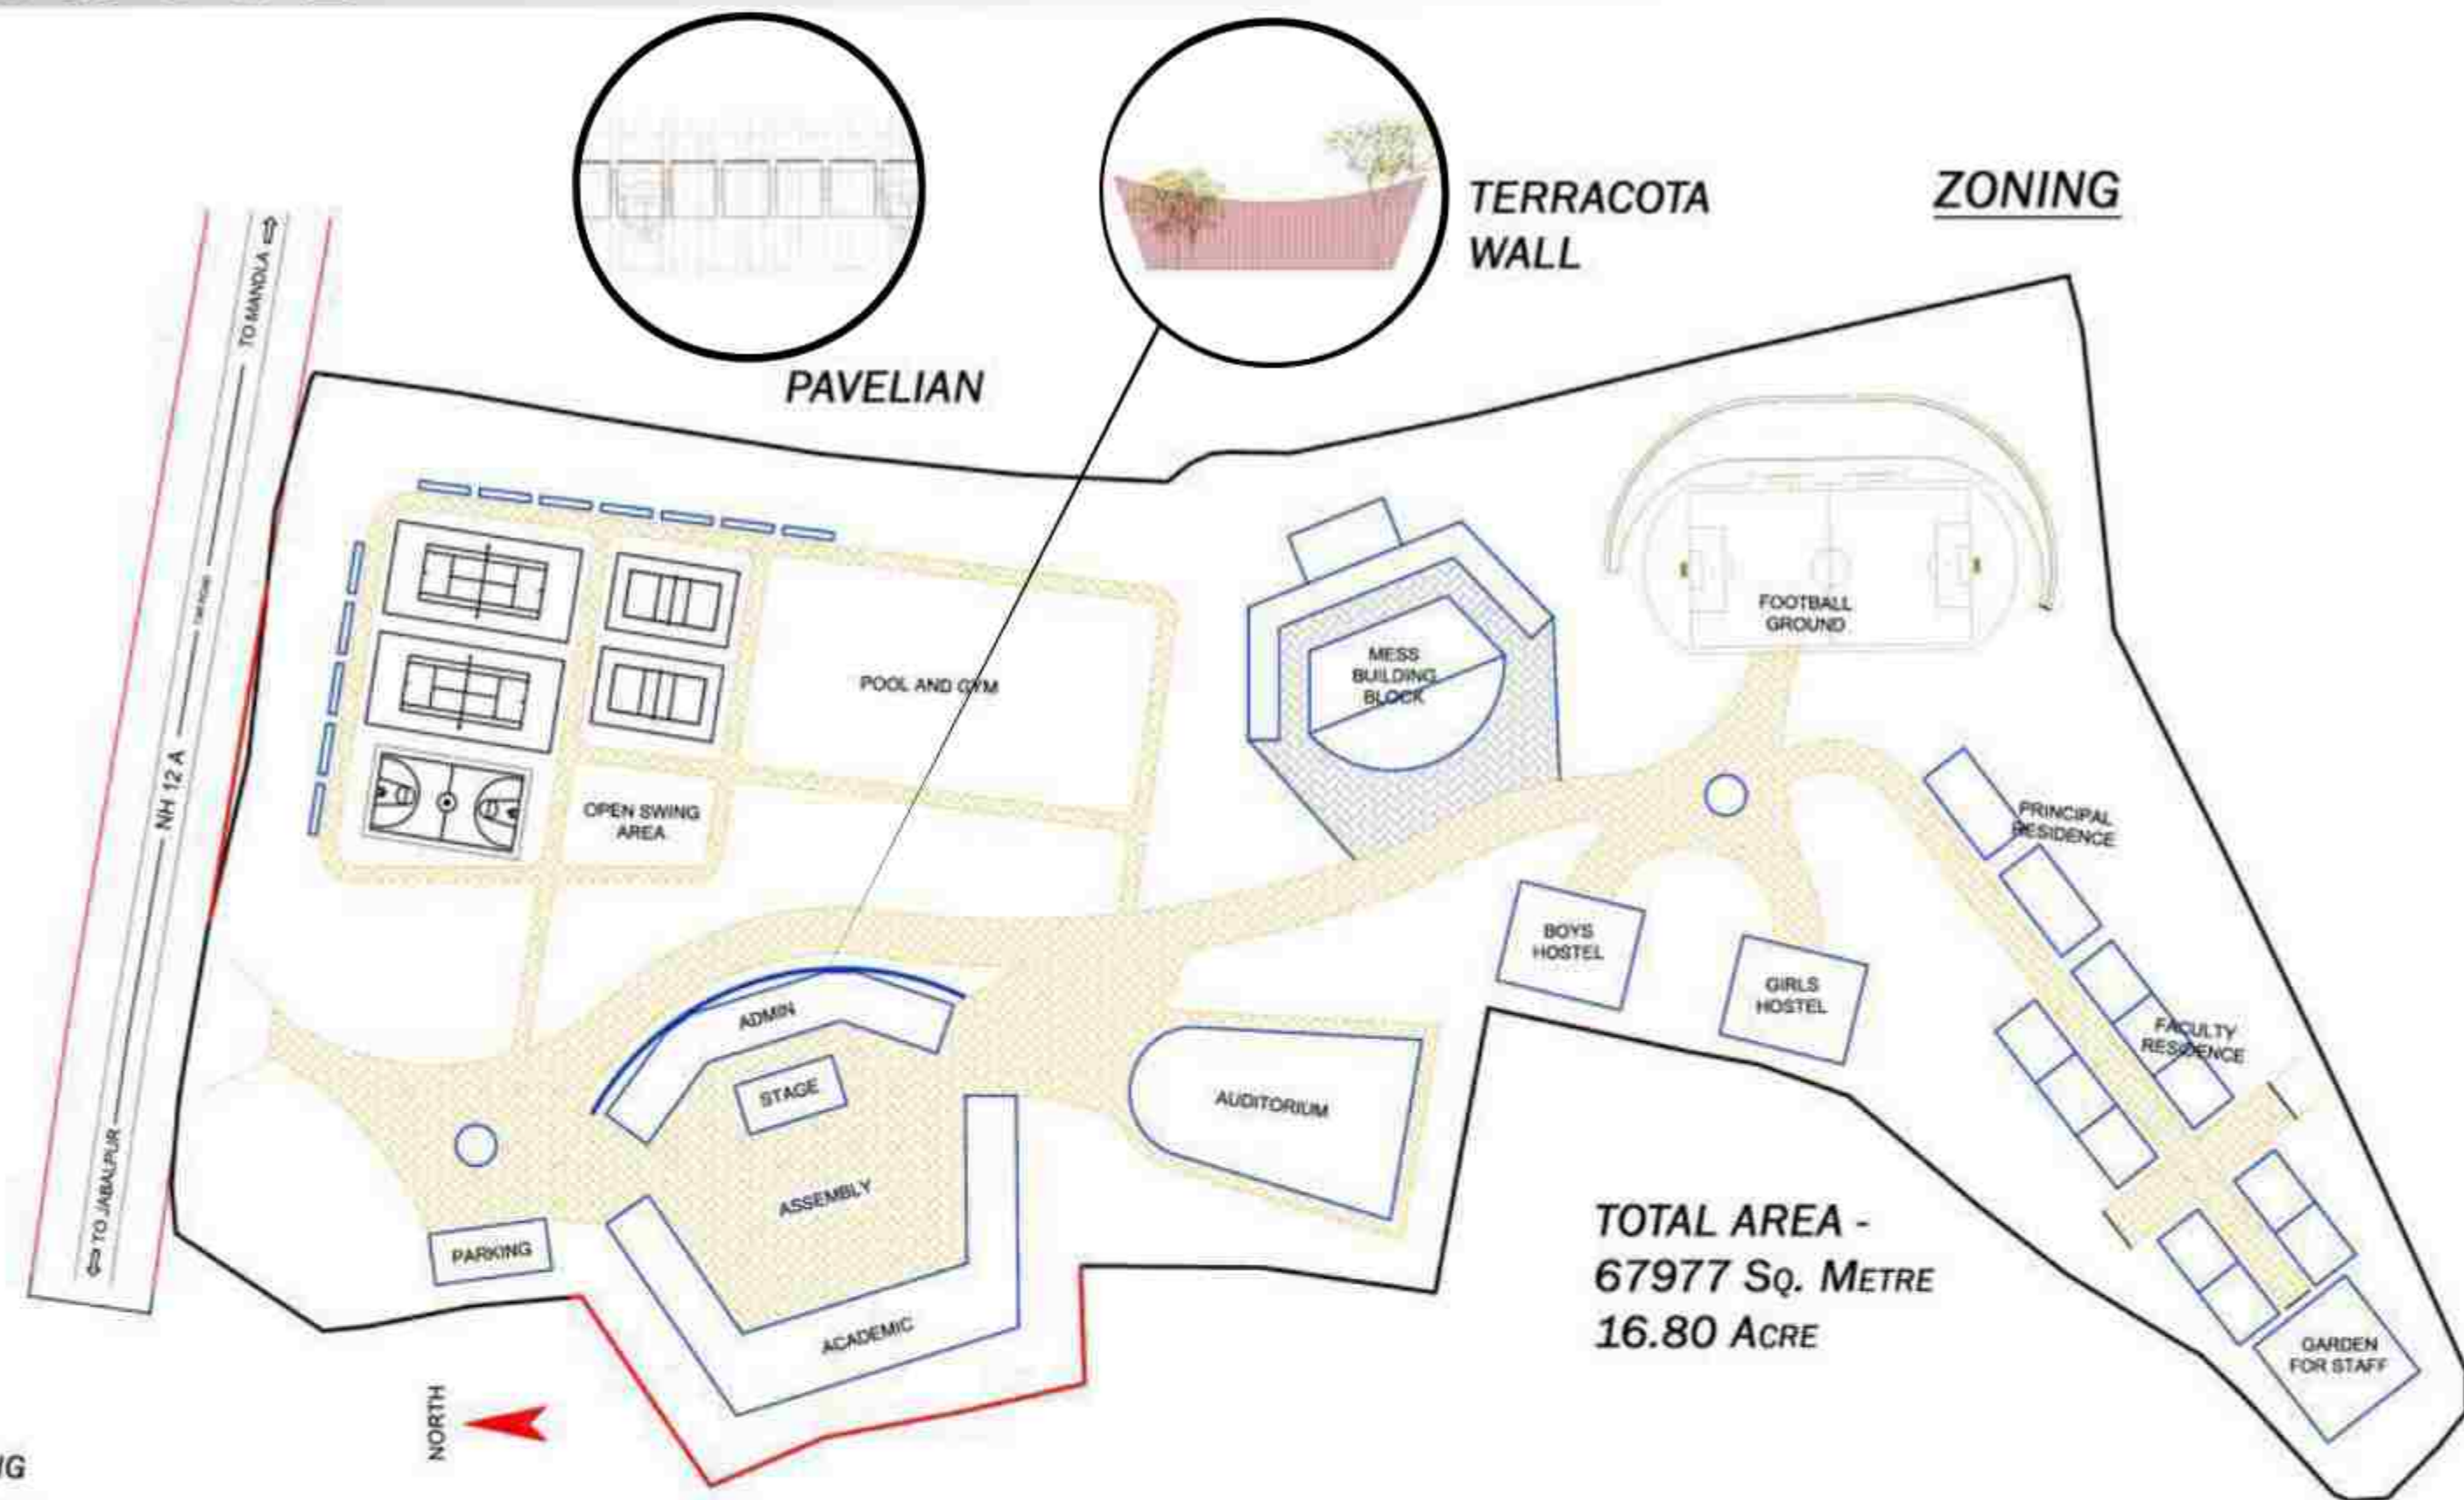 TERRACOTA
WALL
ZONING
PAVELIAN
TO MANDLA
NH 12 A
TO JABALPUR
POOL AND GYM
OPEN SWING
AREA
MESS
BUILDING
BLOCK
FOOTBALL
GROUND
PRINCIPAL
RESIDENCE
BOYS
HOSTEL
GIRLS
HOSTEL
FACULTY
RESIDENCE
ADMIN
STAGE
AUDITORIUM
ASSEMBLY
PARKING
ACADEMIC
TOTAL AREA -
67977 SQ. METRE
16.80 ACRE
GARDEN
FOR STAFF
NORTH